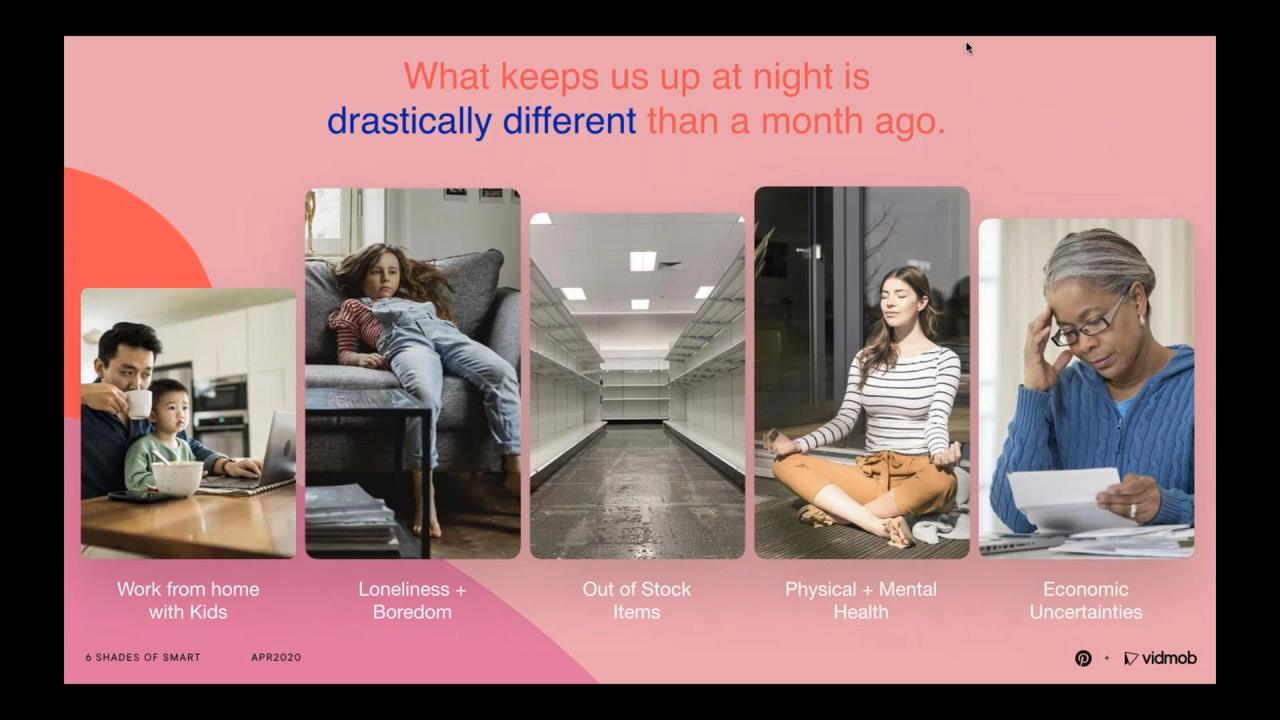 What keeps us up at night is
drastically different than a month ago.
Work from home
with Kids
Loneliness +
Boredom
Out of Stock
Items
Physical + Mental
Health
Economic
Uncertainties
6 SHADES OF SMART
APR2020
+ vidmob